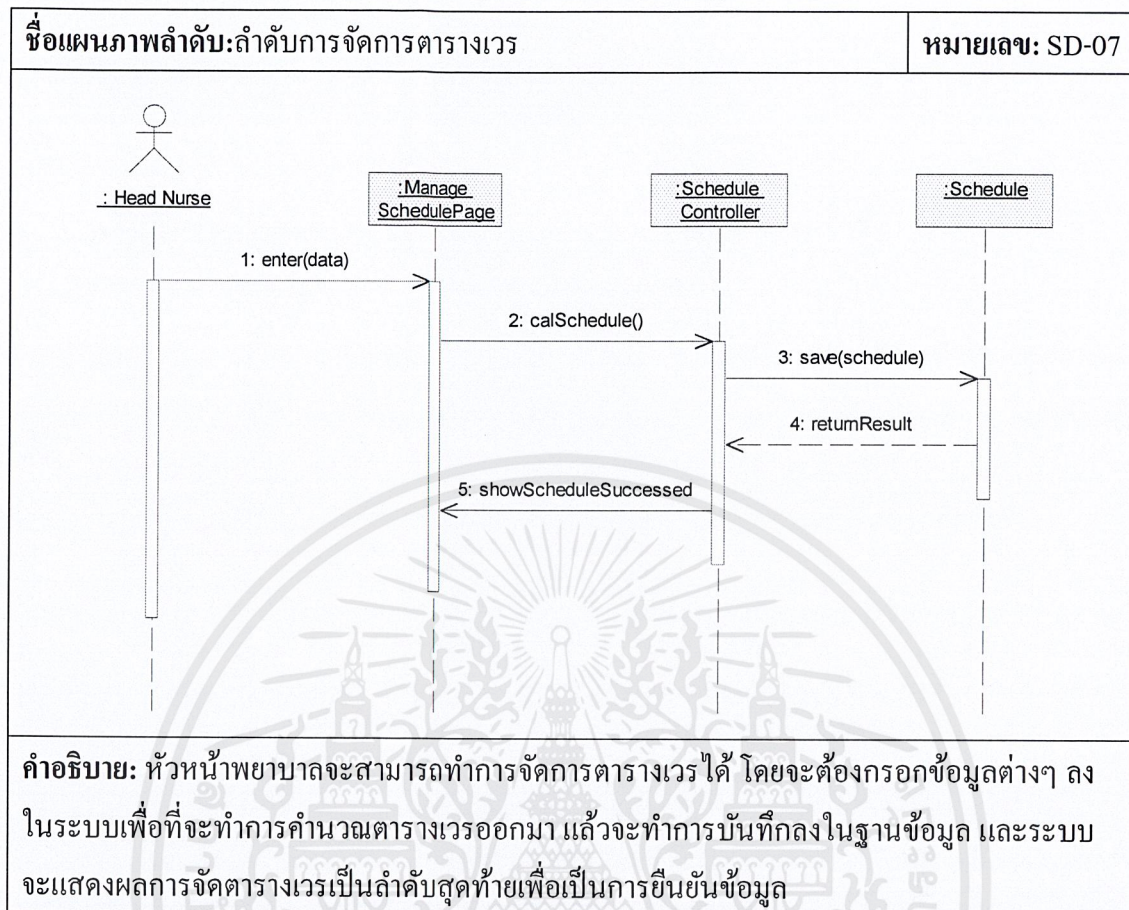 ชื่อแผนภาพลำดับ:ลำดับการจัดการตารางเวร
หมายเลข: SD-07
: Head Nurse
:Manage
SchedulePage
:Schedule
Controller
:Schedule
1: enter(data)
2: calSchedule()
3: save(schedule)
4: returnResult
5: showScheduleSuccessed
คำอธิบาย: หัวหน้าพยาบาลจะสามารถทำการจัดการตารางเวรได้ โดยจะต้องกรอกข้อมูลต่างๆ ลง
ในระบบเพื่อที่จะทำการคำนวณตารางเวรออกมา แล้วจะทำการบันทึกลงในฐานข้อมูล และระบบ
จะแสดงผลการจัดตารางเวรเป็นลำดับสุดท้ายเพื่อเป็นการยืนยันข้อมูล